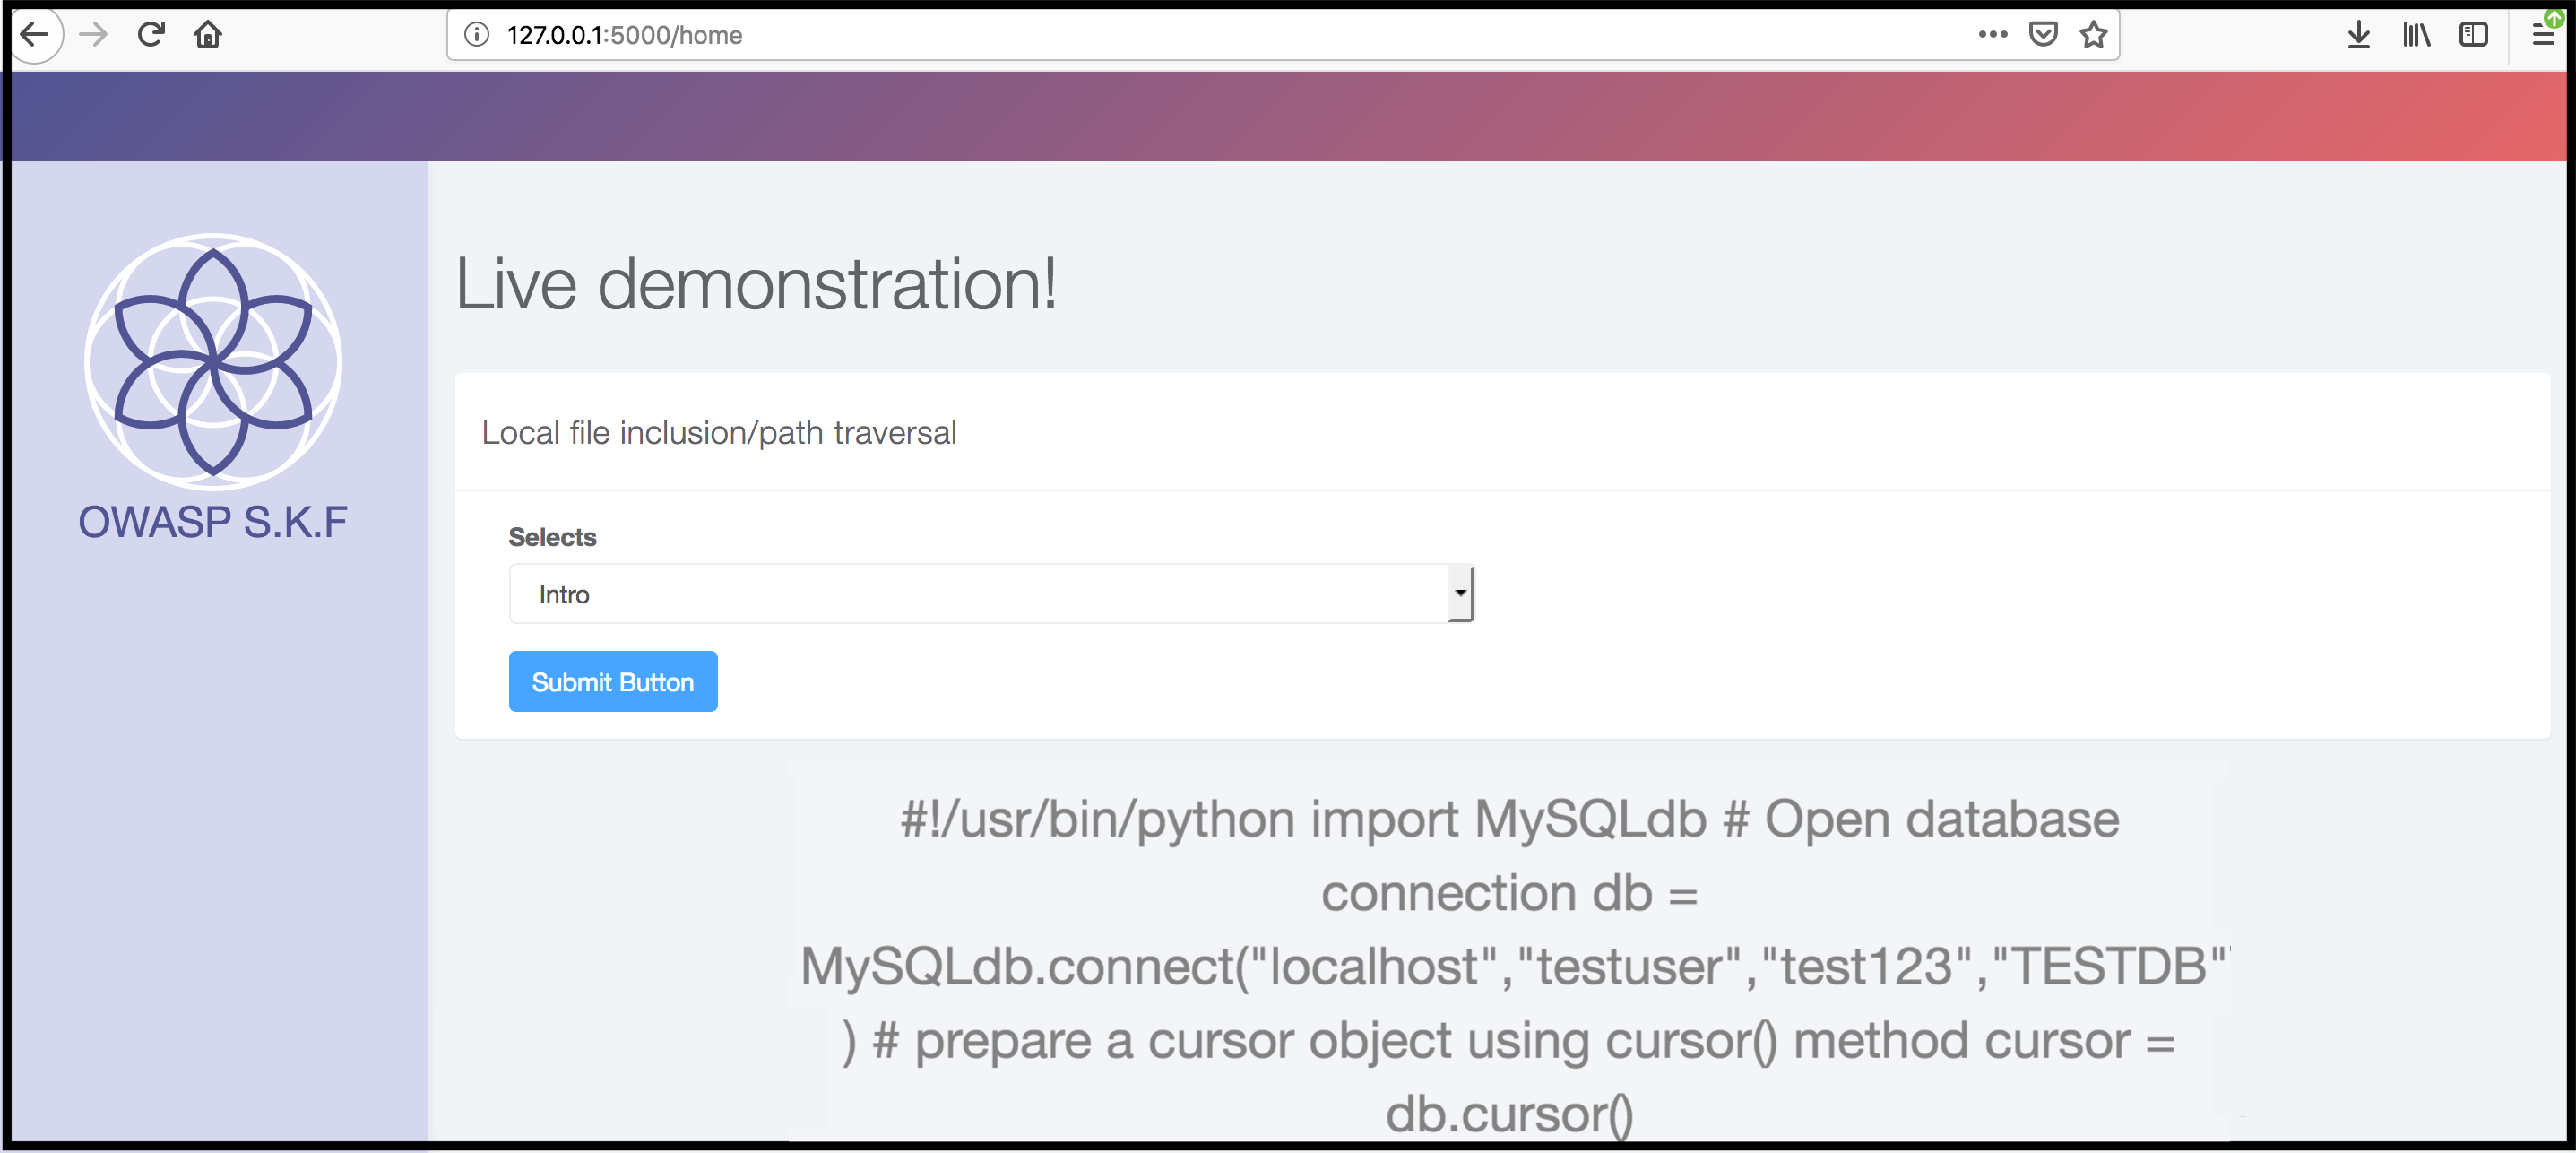 127.0.0.1:5000/home
OWASP S.K.F
Live demonstration!
Local file inclusion/path traversal
Selects
Intro
Submit Button
#!/usr/bin/python import MySQLdb # Open database
connection db =
MySQLdb.connect("localhost","testuser","test123","TESTDB"
) # prepare a cursor object using cursor() method cursor =
db.cursor()